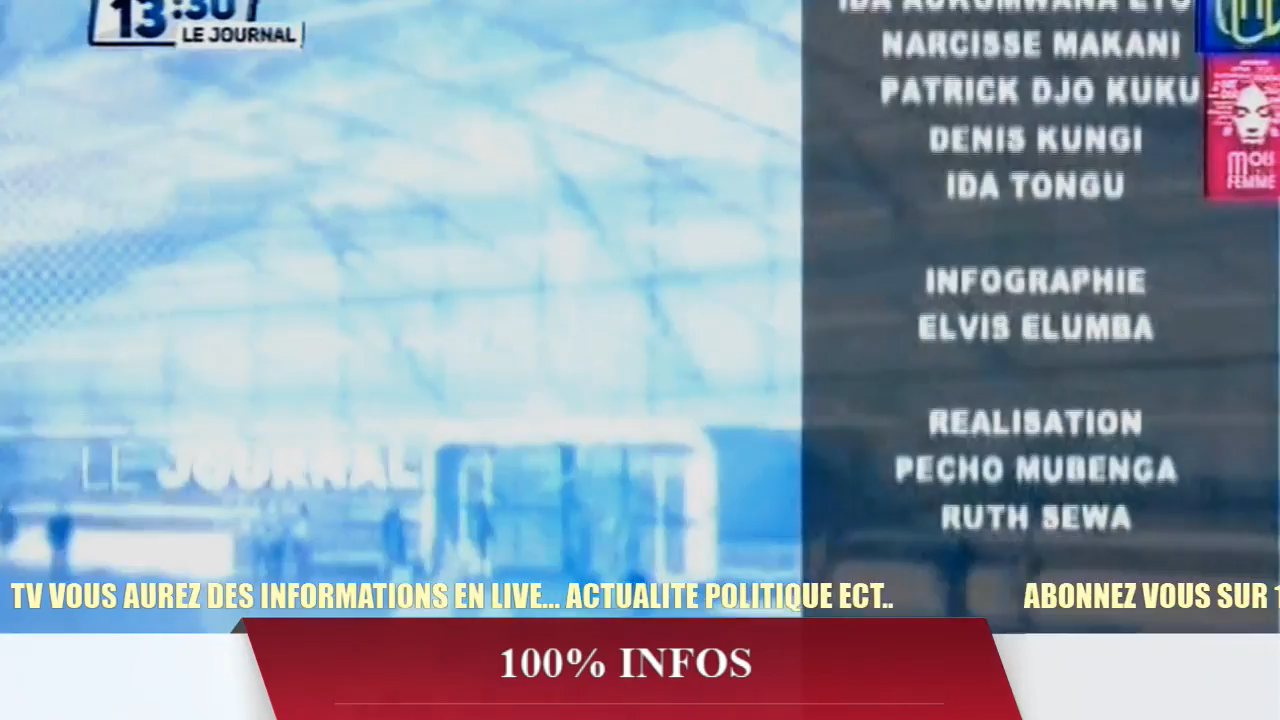 13:30
LE JOURNAL
NARCISSE MAKANI
PATRICK DJO KUKU
DENIS KUNGI
IDA TONGU
INFOGRAPHIE
ELVIS ELUMBA
REALISATION
PECHO MUBENGA
RUTH SEWA
MOIS
FEMME
LE JOURNAL
TV VOUS AUREZ DES INFORMATIONS EN LIVE... ACTUALITE POLITIQUE ECT..
ABONNEZ VOUS SUR
100% INFOS